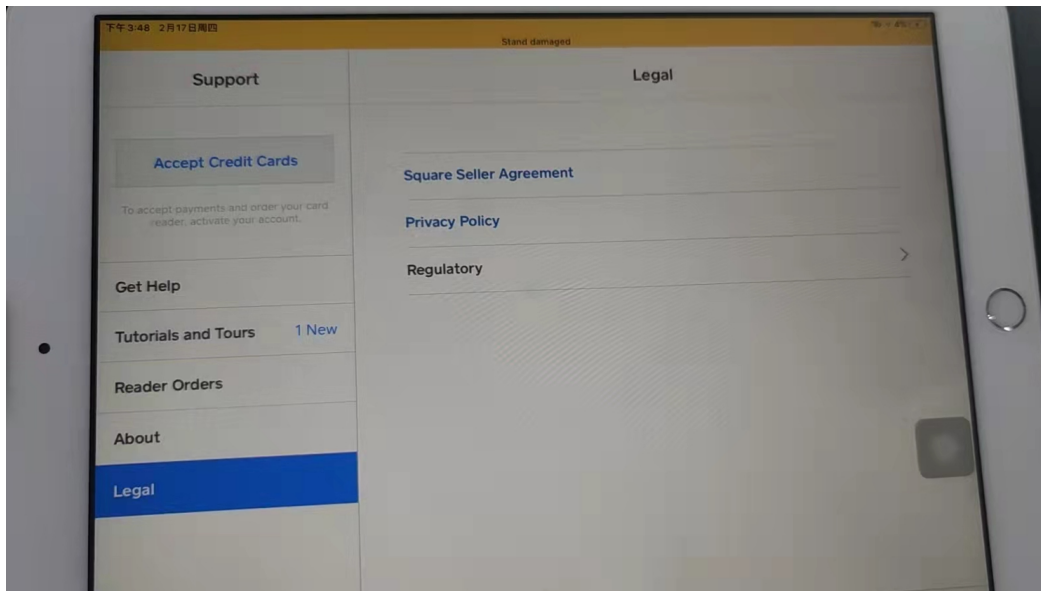 下午3:48 2月17日周四
4%
Stand damaged
Support
Legal
Accept Credit Cards
To accept payments and order your card
reader, activate your account.
Get Help
Tutorials and Tours 1 New
Reader Orders
About
Legal
Square Seller Agreement
Privacy Policy
Regulatory